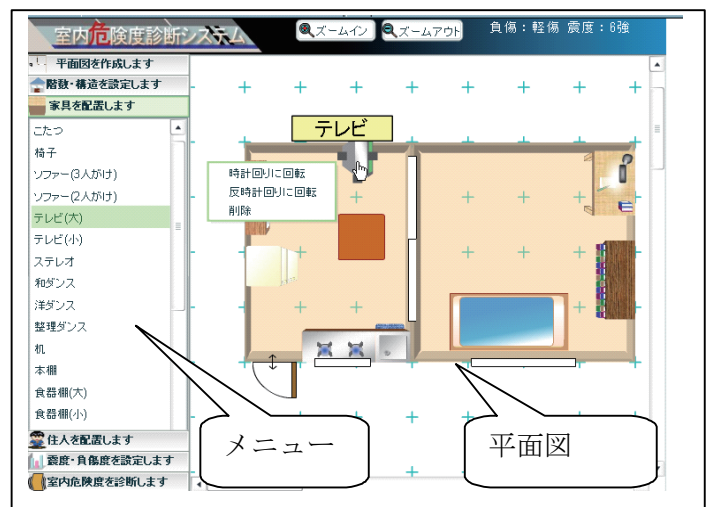 室内危険度診断システム
ズームイン
ズームアウト
負傷：軽傷 震度：6強
平面図を作成します
階数・構造を設定します
家具を配置します
こたつ
椅子
ソファー(3人がけ)
ソファー(2人がけ)
テレビ(大)
テレビ(小)
ステレオ
和ダンス
洋ダンス
整理ダンス
机
本棚
食器棚(大)
食器棚(小)
住人を配置します
震度・負傷度を設定します
室内危険度を診断します
テレビ
時計回りに回転
反時計回りに回転
削除
メニュー
平面図